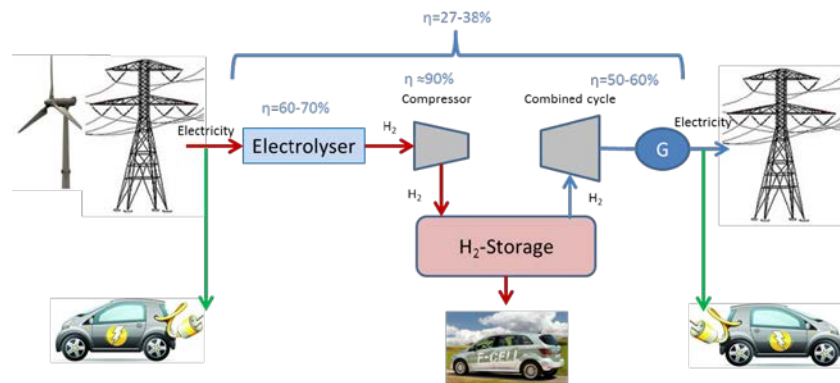 η=27-38%
η=60-70%
η ≈90%
η=50-60%
Compressor
Combined cycle
Electricity
Electrolyser
H₂
G
Electricity
H₂
H₂
H₂-Storage
F-CELL